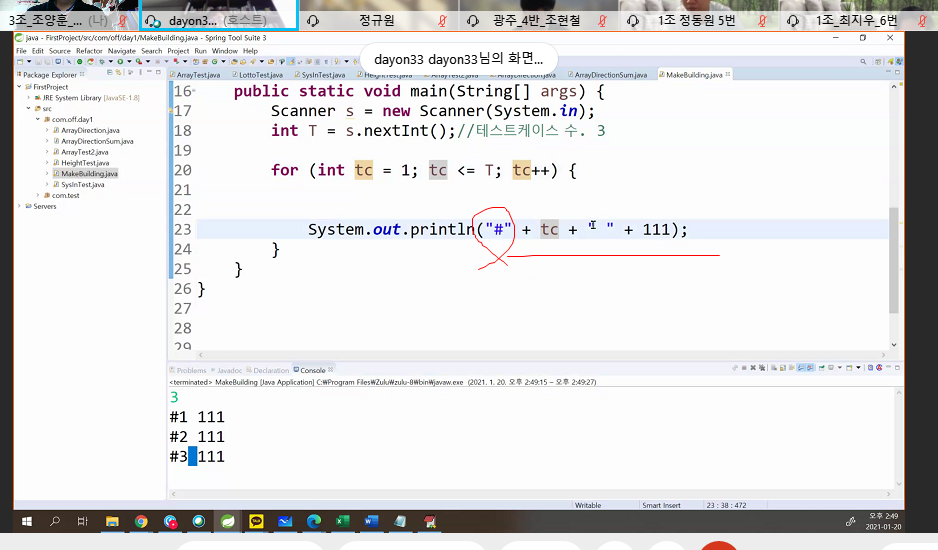 3조_조양훈_... (나)
dayon3... (호스트)
정규원
광주_4반_조현철
1조 정동원 5번
1조_최지우_6번
java - FirstProject/src/com/off/day1/MakeBuilding.java - Spring Tool Suite 3
File Edit Source Refactor Navigate Search Project Run Window Help
dayon33 dayon33님의 화면...
Package Explorer
FirstProject
JRE System Library [JavaSE-1.8]
src
com.off.day1
ArrayDirection.java
ArrayDirectionSum.java
ArrayTest2.java
HeightTest.java
MakeBuilding.java
SysInTest.java
com.test
Servers
ArrayTest.java LottoTest.java SysInTest.java HeightTest.java ArrayTest2.java ArrayDirection.java ArrayDirectionSum.java MakeBuilding.java
16 public static void main(String[] args) {
17 Scanner s = new Scanner(System.in);
18 int T = s.nextInt();//테스트케이스 수. 3
19
20 for (int tc = 1; tc <= T; tc++) {
21
22
23 System.out.println("#" + tc + " " + 111);
24 }
25 }
26 }
27
28
29
Problems Javadoc Declaration Console
<terminated> MakeBuilding [Java Application] C:₩Program Files₩Zulu₩zulu-8₩bin₩javaw.exe (2021. 1. 20. 오후 2:49:15 – 오후 2:49:27)
3
#1 111
#2 111
#3 111
Writable Smart Insert 23 : 38 : 472
오후 2:49
2021-01-20